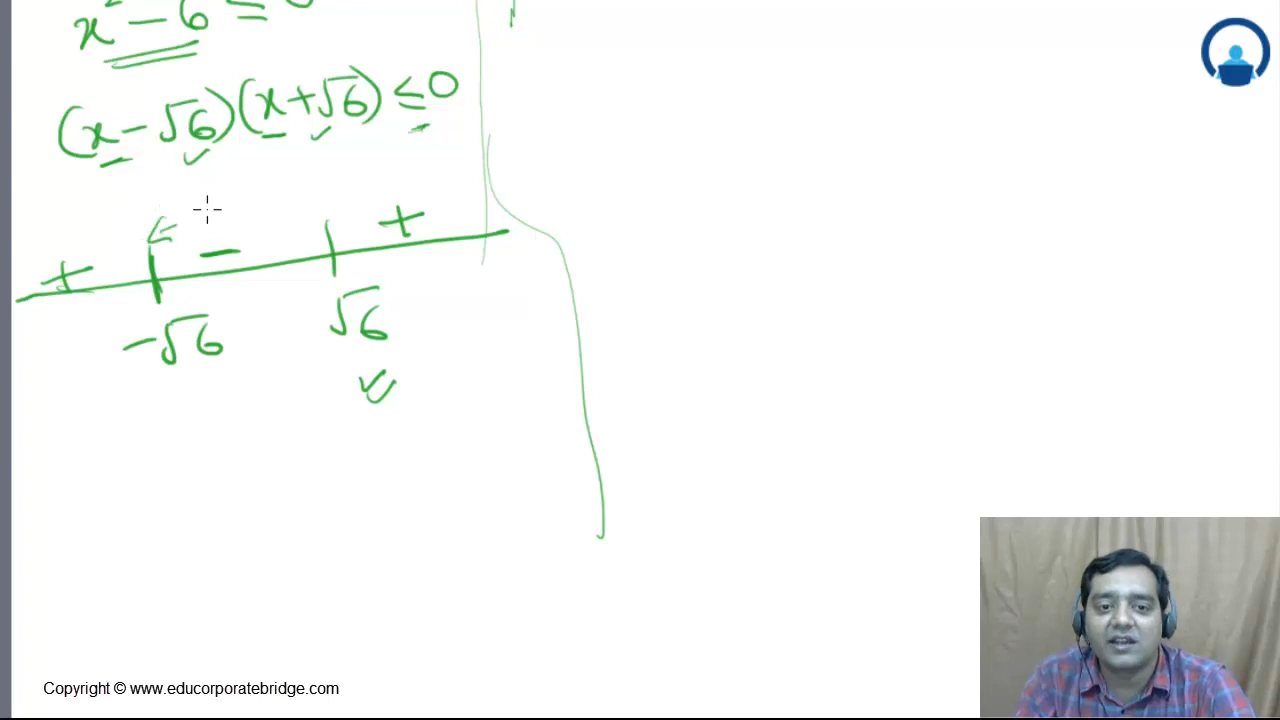 x² – 6 ≤ 0
(x – √6)(x + √6) ≤ 0
+ – +
–√6 √6
Copyright © www.educorporatebridge.com